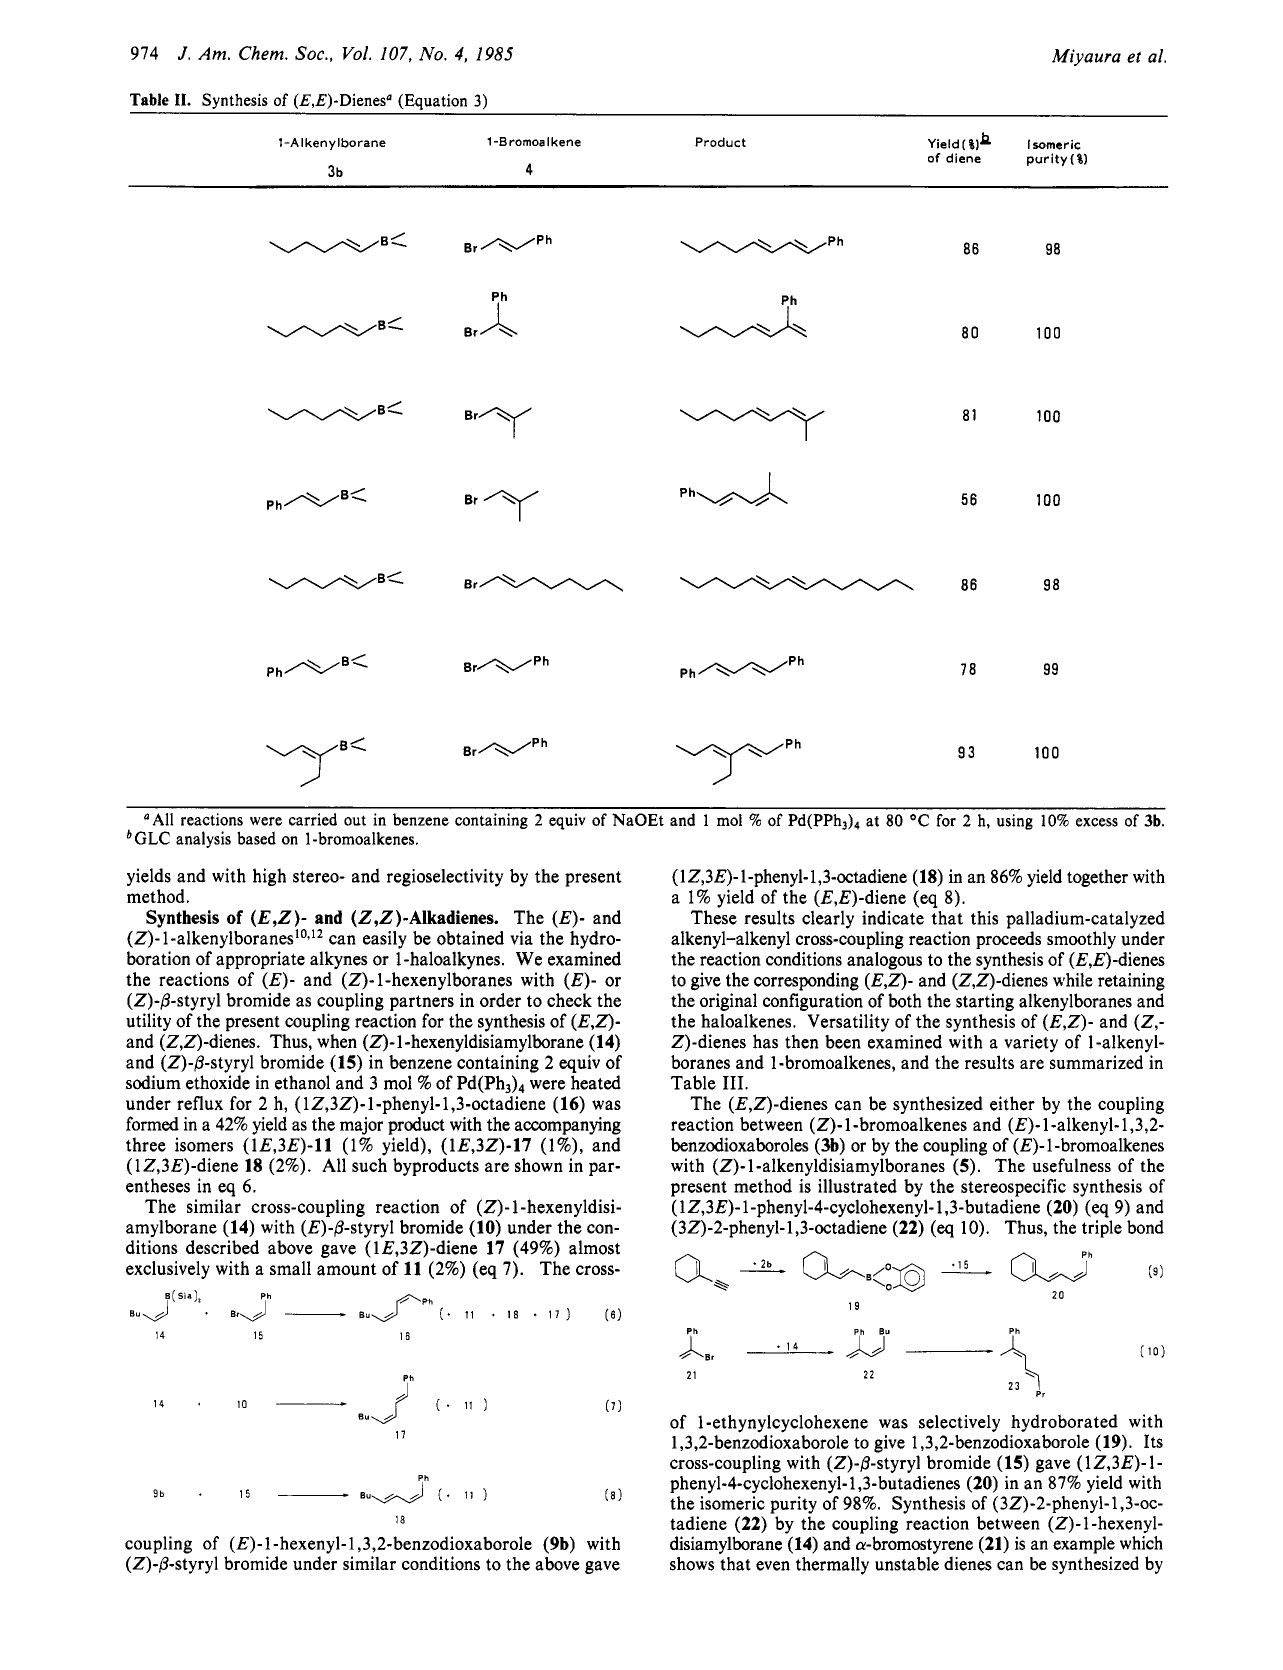 974 J. Am. Chem. Soc., Vol. 107, No. 4, 1985 Miyaura et al.
Table II. Synthesis of (E,E)-Dienesᵃ (Equation 3)
1-Alkenylborane 1-Bromoalkene Product Yield(%)ᵇ Isomeric
of diene purity(%)
3b 4
B Br Ph Ph 86 98
Ph Ph
B Br 80 100
B Br 81 100
Ph B Br Ph 56 100
B Br 86 98
Ph B Br Ph Ph Ph 78 99
B Br Ph Ph 93 100
ᵃAll reactions were carried out in benzene containing 2 equiv of NaOEt and 1 mol % of Pd(PPh₃)₄ at 80 °C for 2 h, using 10% excess of 3b.
ᵇGLC analysis based on 1-bromoalkenes.
yields and with high stereo- and regioselectivity by the present
method.
Synthesis of (E,Z)- and (Z,Z)-Alkadienes. The (E)- and
(Z)-1-alkenylboranes¹⁰,¹² can easily be obtained via the hydro-
boration of appropriate alkynes or 1-haloalkynes. We examined
the reactions of (E)- and (Z)-1-hexenylboranes with (E)- or
(Z)-β-styryl bromide as coupling partners in order to check the
utility of the present coupling reaction for the synthesis of (E,Z)-
and (Z,Z)-dienes. Thus, when (Z)-1-hexenyldisiamylborane (14)
and (Z)-β-styryl bromide (15) in benzene containing 2 equiv of
sodium ethoxide in ethanol and 3 mol % of Pd(Ph₃)₄ were heated
under reflux for 2 h, (1Z,3Z)-1-phenyl-1,3-octadiene (16) was
formed in a 42% yield as the major product with the accompanying
three isomers (1E,3E)-11 (1% yield), (1E,3Z)-17 (1%), and
(1Z,3E)-diene 18 (2%). All such byproducts are shown in par-
entheses in eq 6.
The similar cross-coupling reaction of (Z)-1-hexenyldisi-
amylborane (14) with (E)-β-styryl bromide (10) under the con-
ditions described above gave (1E,3Z)-diene 17 (49%) almost
exclusively with a small amount of 11 (2%) (eq 7). The cross-
B(Sia)₂ Ph
Bu + Br Bu Ph (+ 11 + 18 + 17) (6)
14 15 16
Ph
14 + 10 Bu (+ 11) (7)
17
Ph
9b + 15 Bu (+ 11) (8)
18
coupling of (E)-1-hexenyl-1,3,2-benzodioxaborole (9b) with
(Z)-β-styryl bromide under similar conditions to the above gave
(1Z,3E)-1-phenyl-1,3-octadiene (18) in an 86% yield together with
a 1% yield of the (E,E)-diene (eq 8).
These results clearly indicate that this palladium-catalyzed
alkenyl–alkenyl cross-coupling reaction proceeds smoothly under
the reaction conditions analogous to the synthesis of (E,E)-dienes
to give the corresponding (E,Z)- and (Z,Z)-dienes while retaining
the original configuration of both the starting alkenylboranes and
the haloalkenes. Versatility of the synthesis of (E,Z)- and (Z,-
Z)-dienes has then been examined with a variety of 1-alkenyl-
boranes and 1-bromoalkenes, and the results are summarized in
Table III.
The (E,Z)-dienes can be synthesized either by the coupling
reaction between (Z)-1-bromoalkenes and (E)-1-alkenyl-1,3,2-
benzodioxaboroles (3b) or by the coupling of (E)-1-bromoalkenes
with (Z)-1-alkenyldisiamylboranes (5). The usefulness of the
present method is illustrated by the stereospecific synthesis of
(1Z,3E)-1-phenyl-4-cyclohexenyl-1,3-butadiene (20) (eq 9) and
(3Z)-2-phenyl-1,3-octadiene (22) (eq 10). Thus, the triple bond
+ 2b B O O + 15 Ph (9)
19 20
Ph Ph Bu Ph
Br + 14 (10)
21 22 23 Pr
of 1-ethynylcyclohexene was selectively hydroborated with
1,3,2-benzodioxaborole to give 1,3,2-benzodioxaborole (19). Its
cross-coupling with (Z)-β-styryl bromide (15) gave (1Z,3E)-1-
phenyl-4-cyclohexenyl-1,3-butadienes (20) in an 87% yield with
the isomeric purity of 98%. Synthesis of (3Z)-2-phenyl-1,3-oc-
tadiene (22) by the coupling reaction between (Z)-1-hexenyl-
disiamylborane (14) and α-bromostyrene (21) is an example which
shows that even thermally unstable dienes can be synthesized by